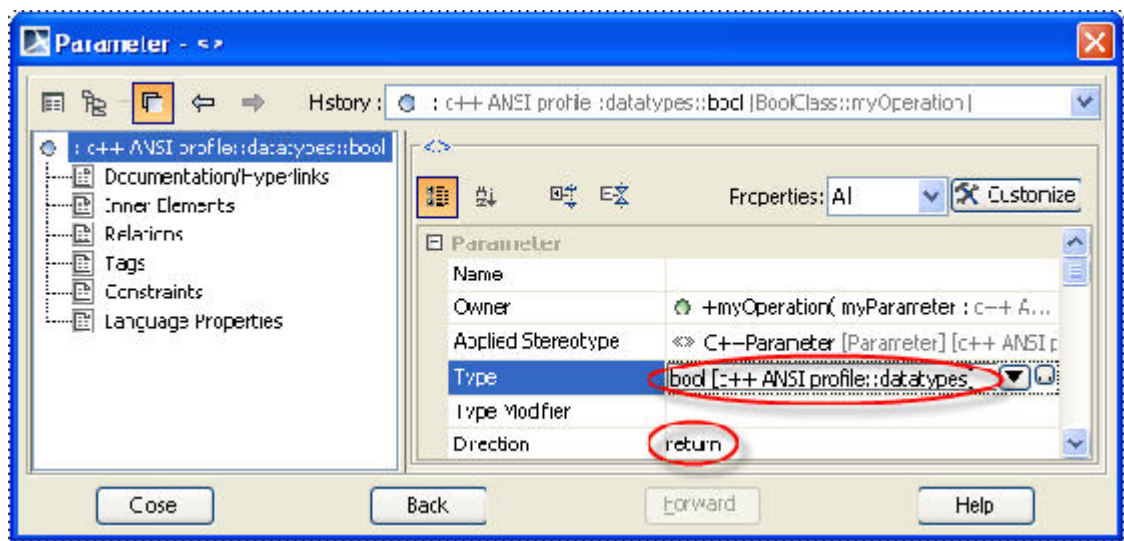 Parameter - <>
History : : c++ ANSI profile::datatypes::bool [BoolClass::myOperation]
: c++ ANSI profile::datatypes::bool
Documentation/Hyperlinks
Inner Elements
Relations
Tags
Constraints
Language Properties
<>
Properties: All Customize
Parameter
Name
Owner +myOperation( myParameter : c++ A...
Applied Stereotype «» C++Parameter [Parameter] [c++ ANSI p
Type bool [c++ ANSI profile::datatypes]
Type Modifier
Direction return
Close Back Forward Help